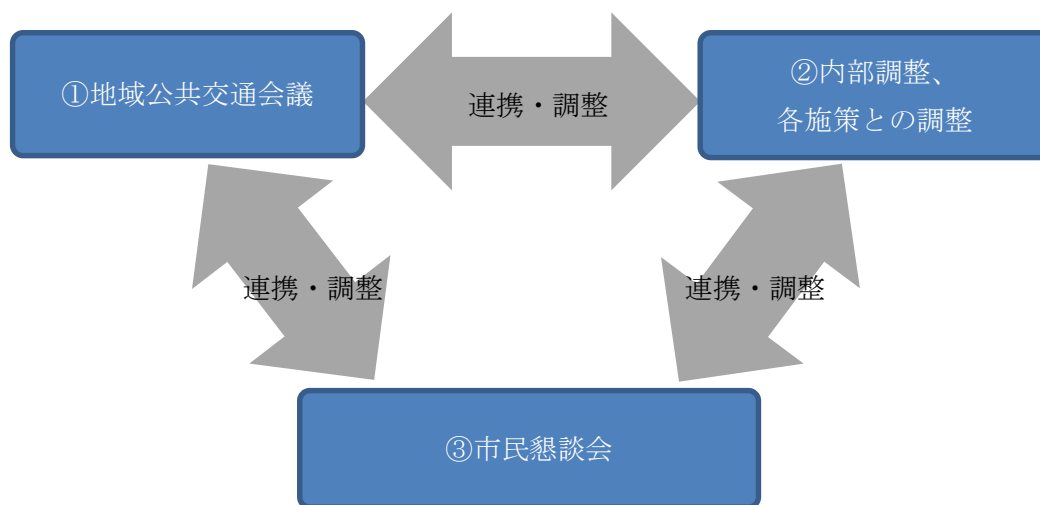 ①地域公共交通会議
連携・調整
②内部調整、
各施策との調整
連携・調整
連携・調整
③市民懇談会